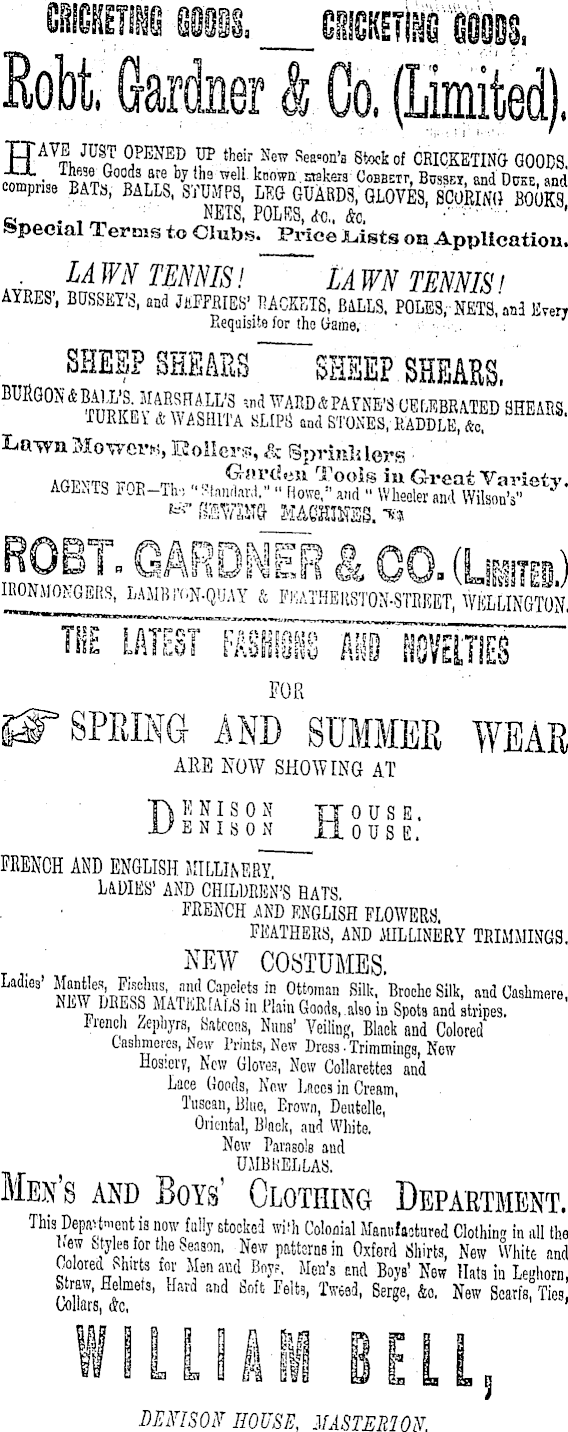 CRICKETING GOODS. CRICKETING GOODS.
Robt. Gardner & Co. (Limited).
HAVE JUST OPENED UP their New Season's Stock of CRICKETING GOODS.
These Goods are by the well known makers COBBETT, BUSSEY, and DUKE, and
comprise BATS, BALLS, STUMPS, LEG GUARDS, GLOVES, SCORING BOOKS,
NETS, POLES, &c., &c.
Special Terms to Clubs. Price Lists on Application.
LAWN TENNIS! LAWN TENNIS!
AYRES', BUSSEY'S, and JEFFRIES' RACKETS, BALLS, POLES, NETS, and Every
Requisite for the Game.
SHEEP SHEARS SHEEP SHEARS.
BURGON & BALL'S. MARSHALL'S and WARD & PAYNE'S CELEBRATED SHEARS.
TURKEY & WASHITA SLIPS and STONES, RADDLE, &c.
Lawn Mowers, Rollers, & Sprinklers
Garden Tools in Great Variety.
AGENTS FOR—The "Standard," "Howe," and "Wheeler and Wilson's"
SEWING MACHINES.
ROBT. GARDNER & CO. (LIMITED.)
IRONMONGERS, LAMBTON-QUAY & FEATHERSTON-STREET, WELLINGTON.
THE LATEST FASHIONS AND NOVELTIES
FOR
SPRING AND SUMMER WEAR
ARE NOW SHOWING AT
DENISON HOUSE.
DENISON HOUSE.
FRENCH AND ENGLISH MILLINERY.
LADIES' AND CHILDREN'S HATS.
FRENCH AND ENGLISH FLOWERS.
FEATHERS, AND MILLINERY TRIMMINGS.
NEW COSTUMES.
Ladies' Mantles, Fischus, and Capelets in Ottoman Silk, Broche Silk, and Cashmere,
NEW DRESS MATERIALS in Plain Goods, also in Spots and stripes.
French Zephyrs, Sateens, Nuns' Veiling, Black and Colored
Cashmeres, New Prints, New Dress Trimmings, New
Hosiery, New Gloves, New Collarettes and
Lace Goods, New Laces in Cream,
Tuscan, Blue, Brown, Deutelle,
Oriental, Black, and White.
New Parasols and
UMBRELLAS.
MEN'S AND BOYS' CLOTHING DEPARTMENT.
This Department is now fully stocked with Colonial Manufactured Clothing in all the
New Styles for the Season. New patterns in Oxford Shirts, New White and
Colored Shirts for Men and Boys. Men's and Boys' New Hats in Leghorn,
Straw, Helmets, Hard and Soft Felts, Tweed, Serge, &c. New Scarfs, Ties,
Collars, &c.
WILLIAM BELL,
DENISON HOUSE, MASTERTON.